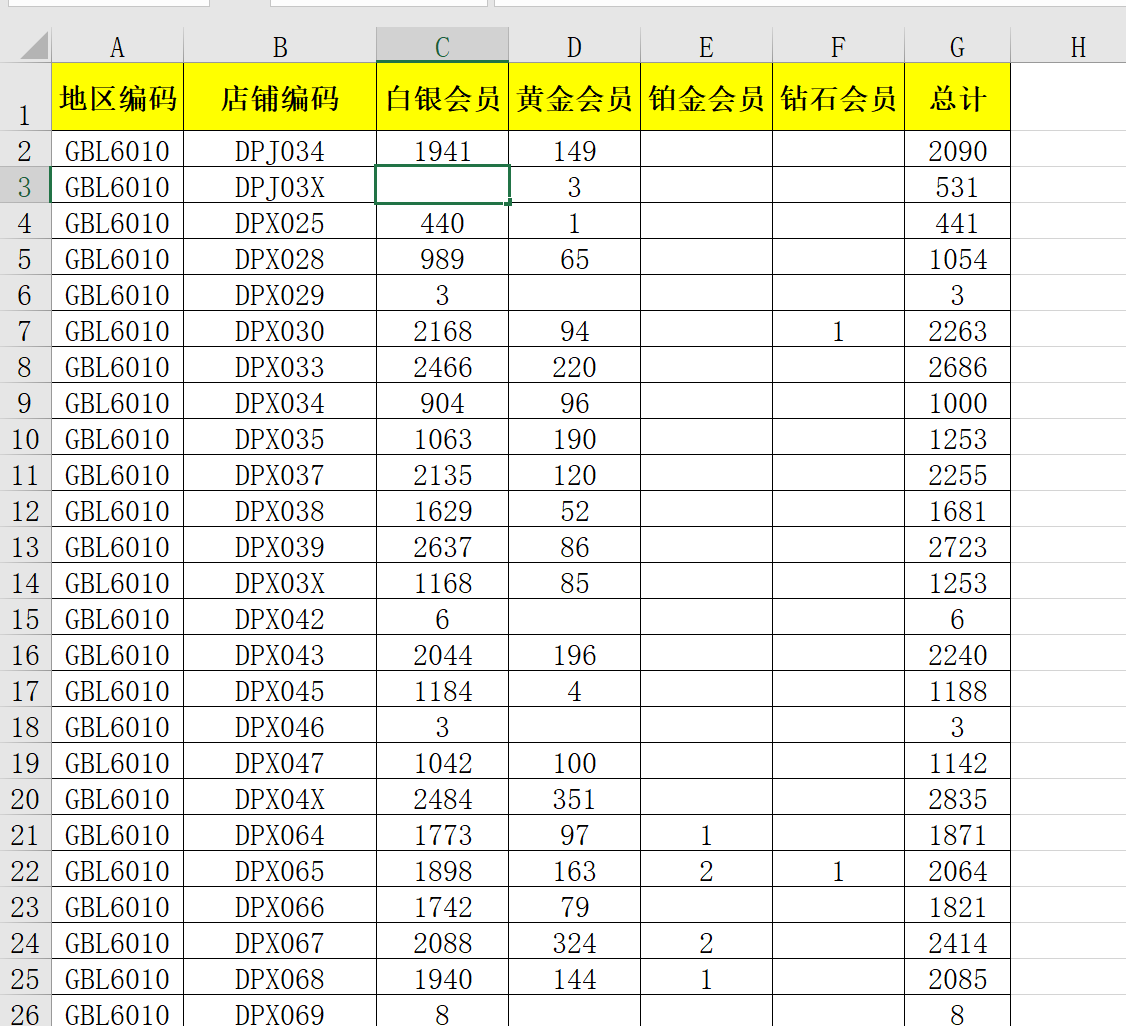 A B C D E F G H
1 地区编码 店铺编码 白银会员 黄金会员 铂金会员 钻石会员 总计
2 GBL6010 DPJ034 1941 149 2090
3 GBL6010 DPJ03X 3 531
4 GBL6010 DPX025 440 1 441
5 GBL6010 DPX028 989 65 1054
6 GBL6010 DPX029 3 3
7 GBL6010 DPX030 2168 94 1 2263
8 GBL6010 DPX033 2466 220 2686
9 GBL6010 DPX034 904 96 1000
10 GBL6010 DPX035 1063 190 1253
11 GBL6010 DPX037 2135 120 2255
12 GBL6010 DPX038 1629 52 1681
13 GBL6010 DPX039 2637 86 2723
14 GBL6010 DPX03X 1168 85 1253
15 GBL6010 DPX042 6 6
16 GBL6010 DPX043 2044 196 2240
17 GBL6010 DPX045 1184 4 1188
18 GBL6010 DPX046 3 3
19 GBL6010 DPX047 1042 100 1142
20 GBL6010 DPX04X 2484 351 2835
21 GBL6010 DPX064 1773 97 1 1871
22 GBL6010 DPX065 1898 163 2 1 2064
23 GBL6010 DPX066 1742 79 1821
24 GBL6010 DPX067 2088 324 2 2414
25 GBL6010 DPX068 1940 144 1 2085
26 GBL6010 DPX069 8 8